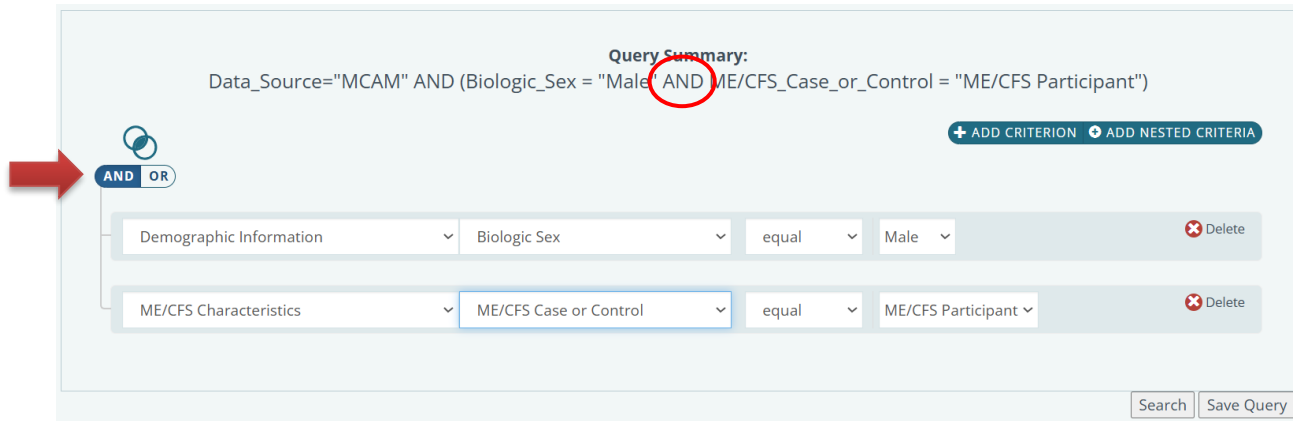 Query Summary:
Data_Source="MCAM" AND (Biologic_Sex = "Male" AND ME/CFS_Case_or_Control = "ME/CFS Participant")
ADD CRITERION ADD NESTED CRITERIA
AND OR
Demographic Information Biologic Sex equal Male Delete
ME/CFS Characteristics ME/CFS Case or Control equal ME/CFS Participant Delete
Search Save Query